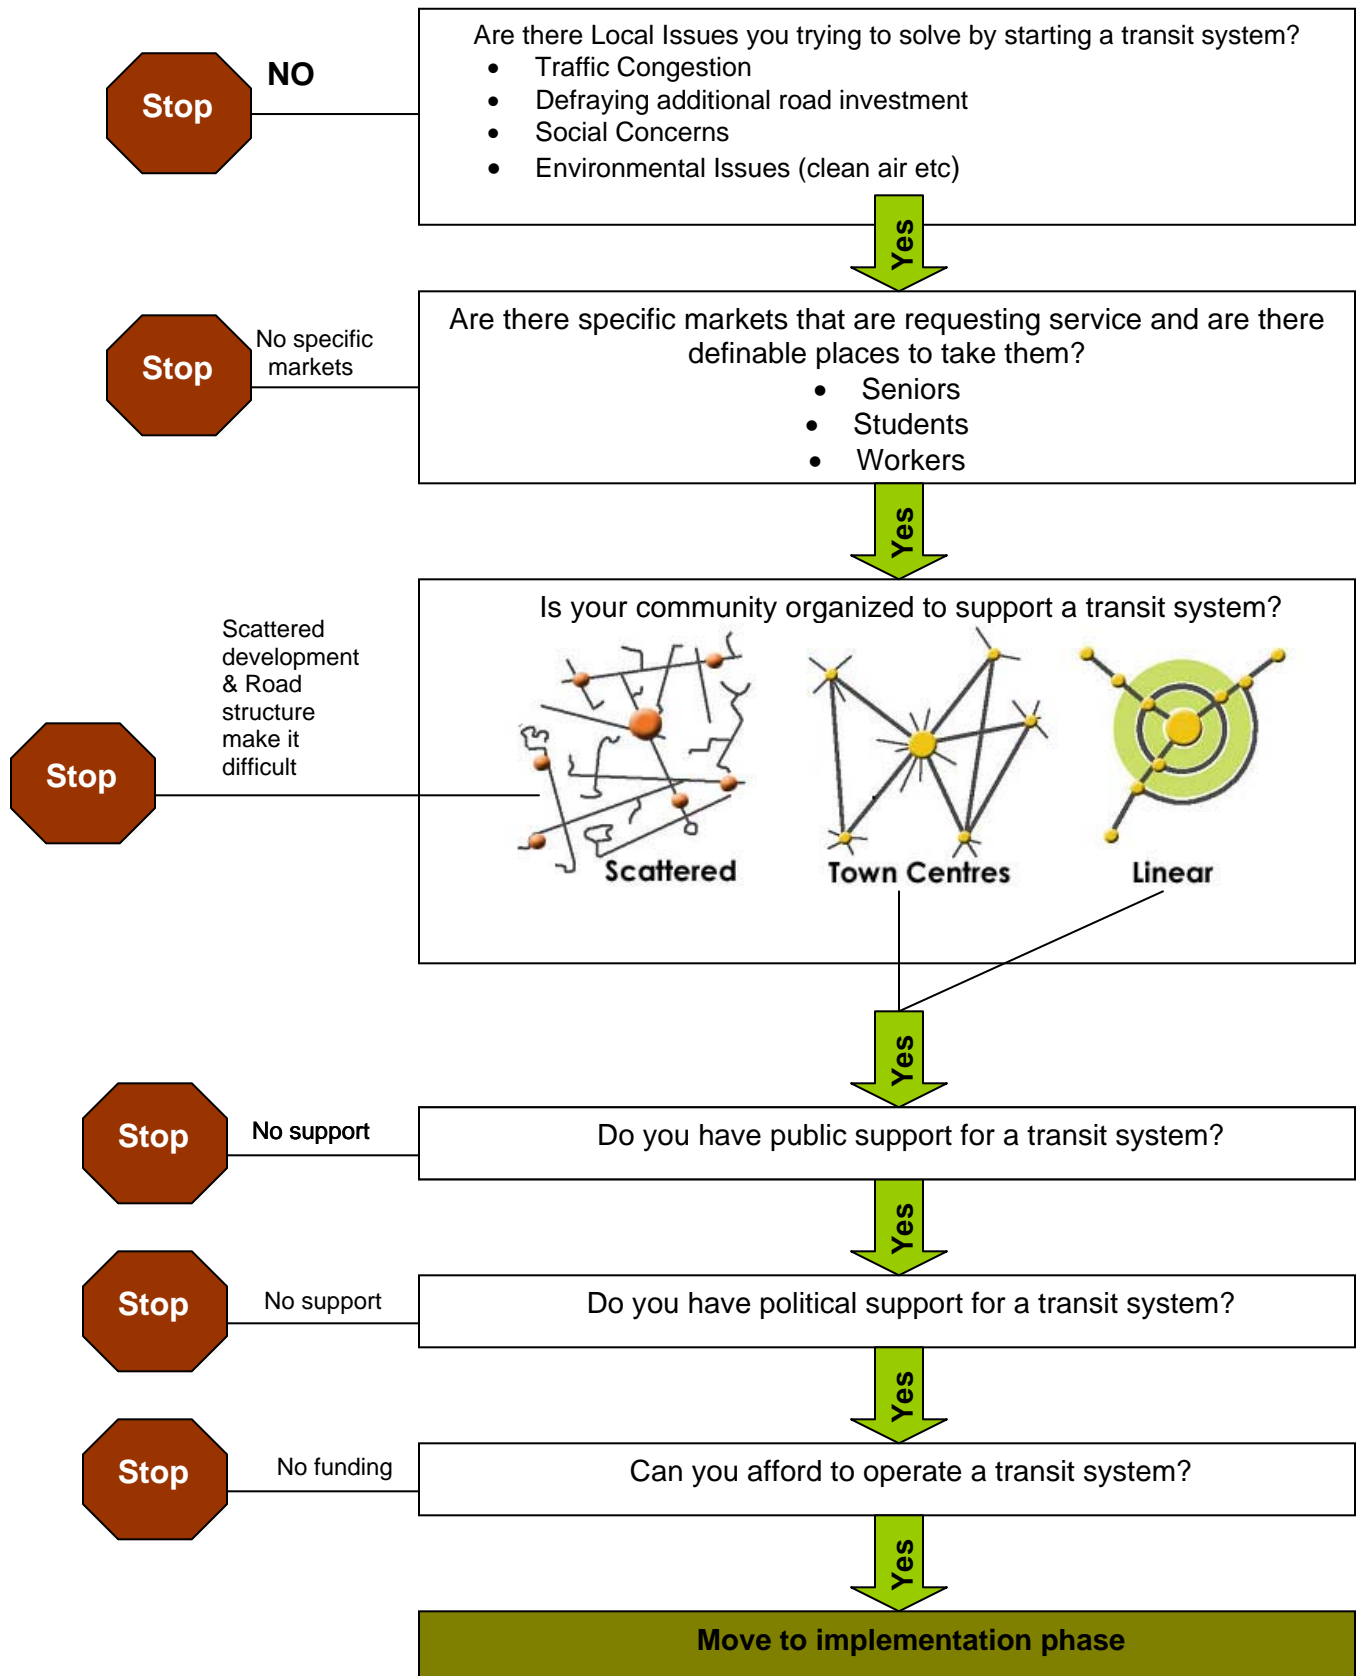 Are there Local Issues you trying to solve by starting a transit system?
• Traffic Congestion
• Defraying additional road investment
• Social Concerns
• Environmental Issues (clean air etc)
Stop
NO
Yes
Are there specific markets that are requesting service and are there
definable places to take them?
• Seniors
• Students
• Workers
Stop
No specific
markets
Yes
Is your community organized to support a transit system?
Scattered
Town Centres
Linear
Stop
Scattered
development
& Road
structure
make it
difficult
Yes
Do you have public support for a transit system?
Stop
No support
Yes
Do you have political support for a transit system?
Stop
No support
Yes
Can you afford to operate a transit system?
Stop
No funding
Yes
Move to implementation phase